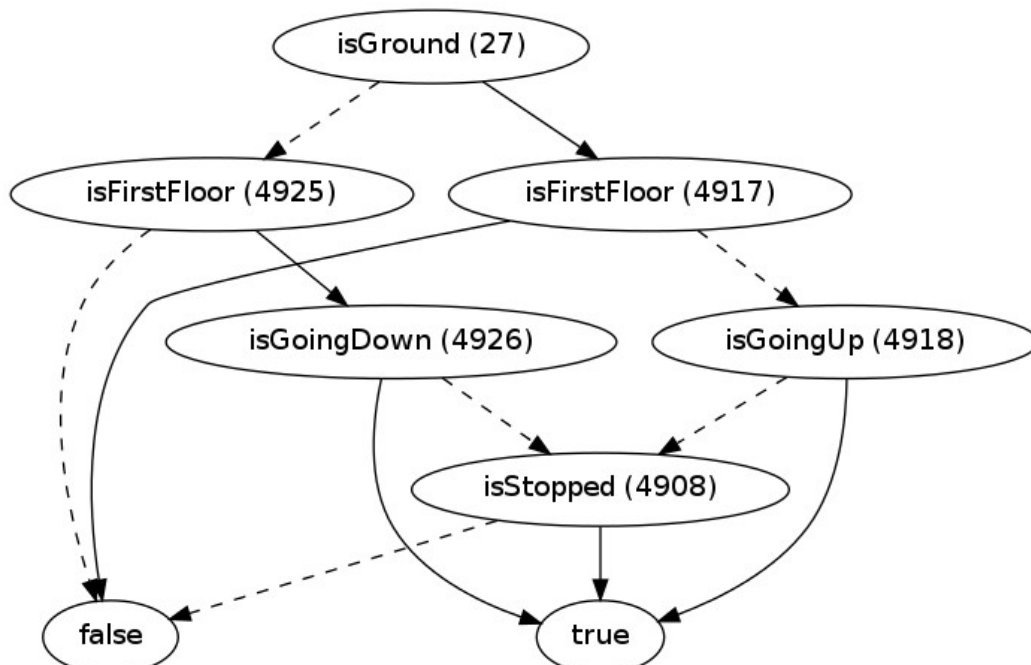 isGround (27)
isFirstFloor (4925)
isFirstFloor (4917)
isGoingDown (4926)
isGoingUp (4918)
isStopped (4908)
false
true